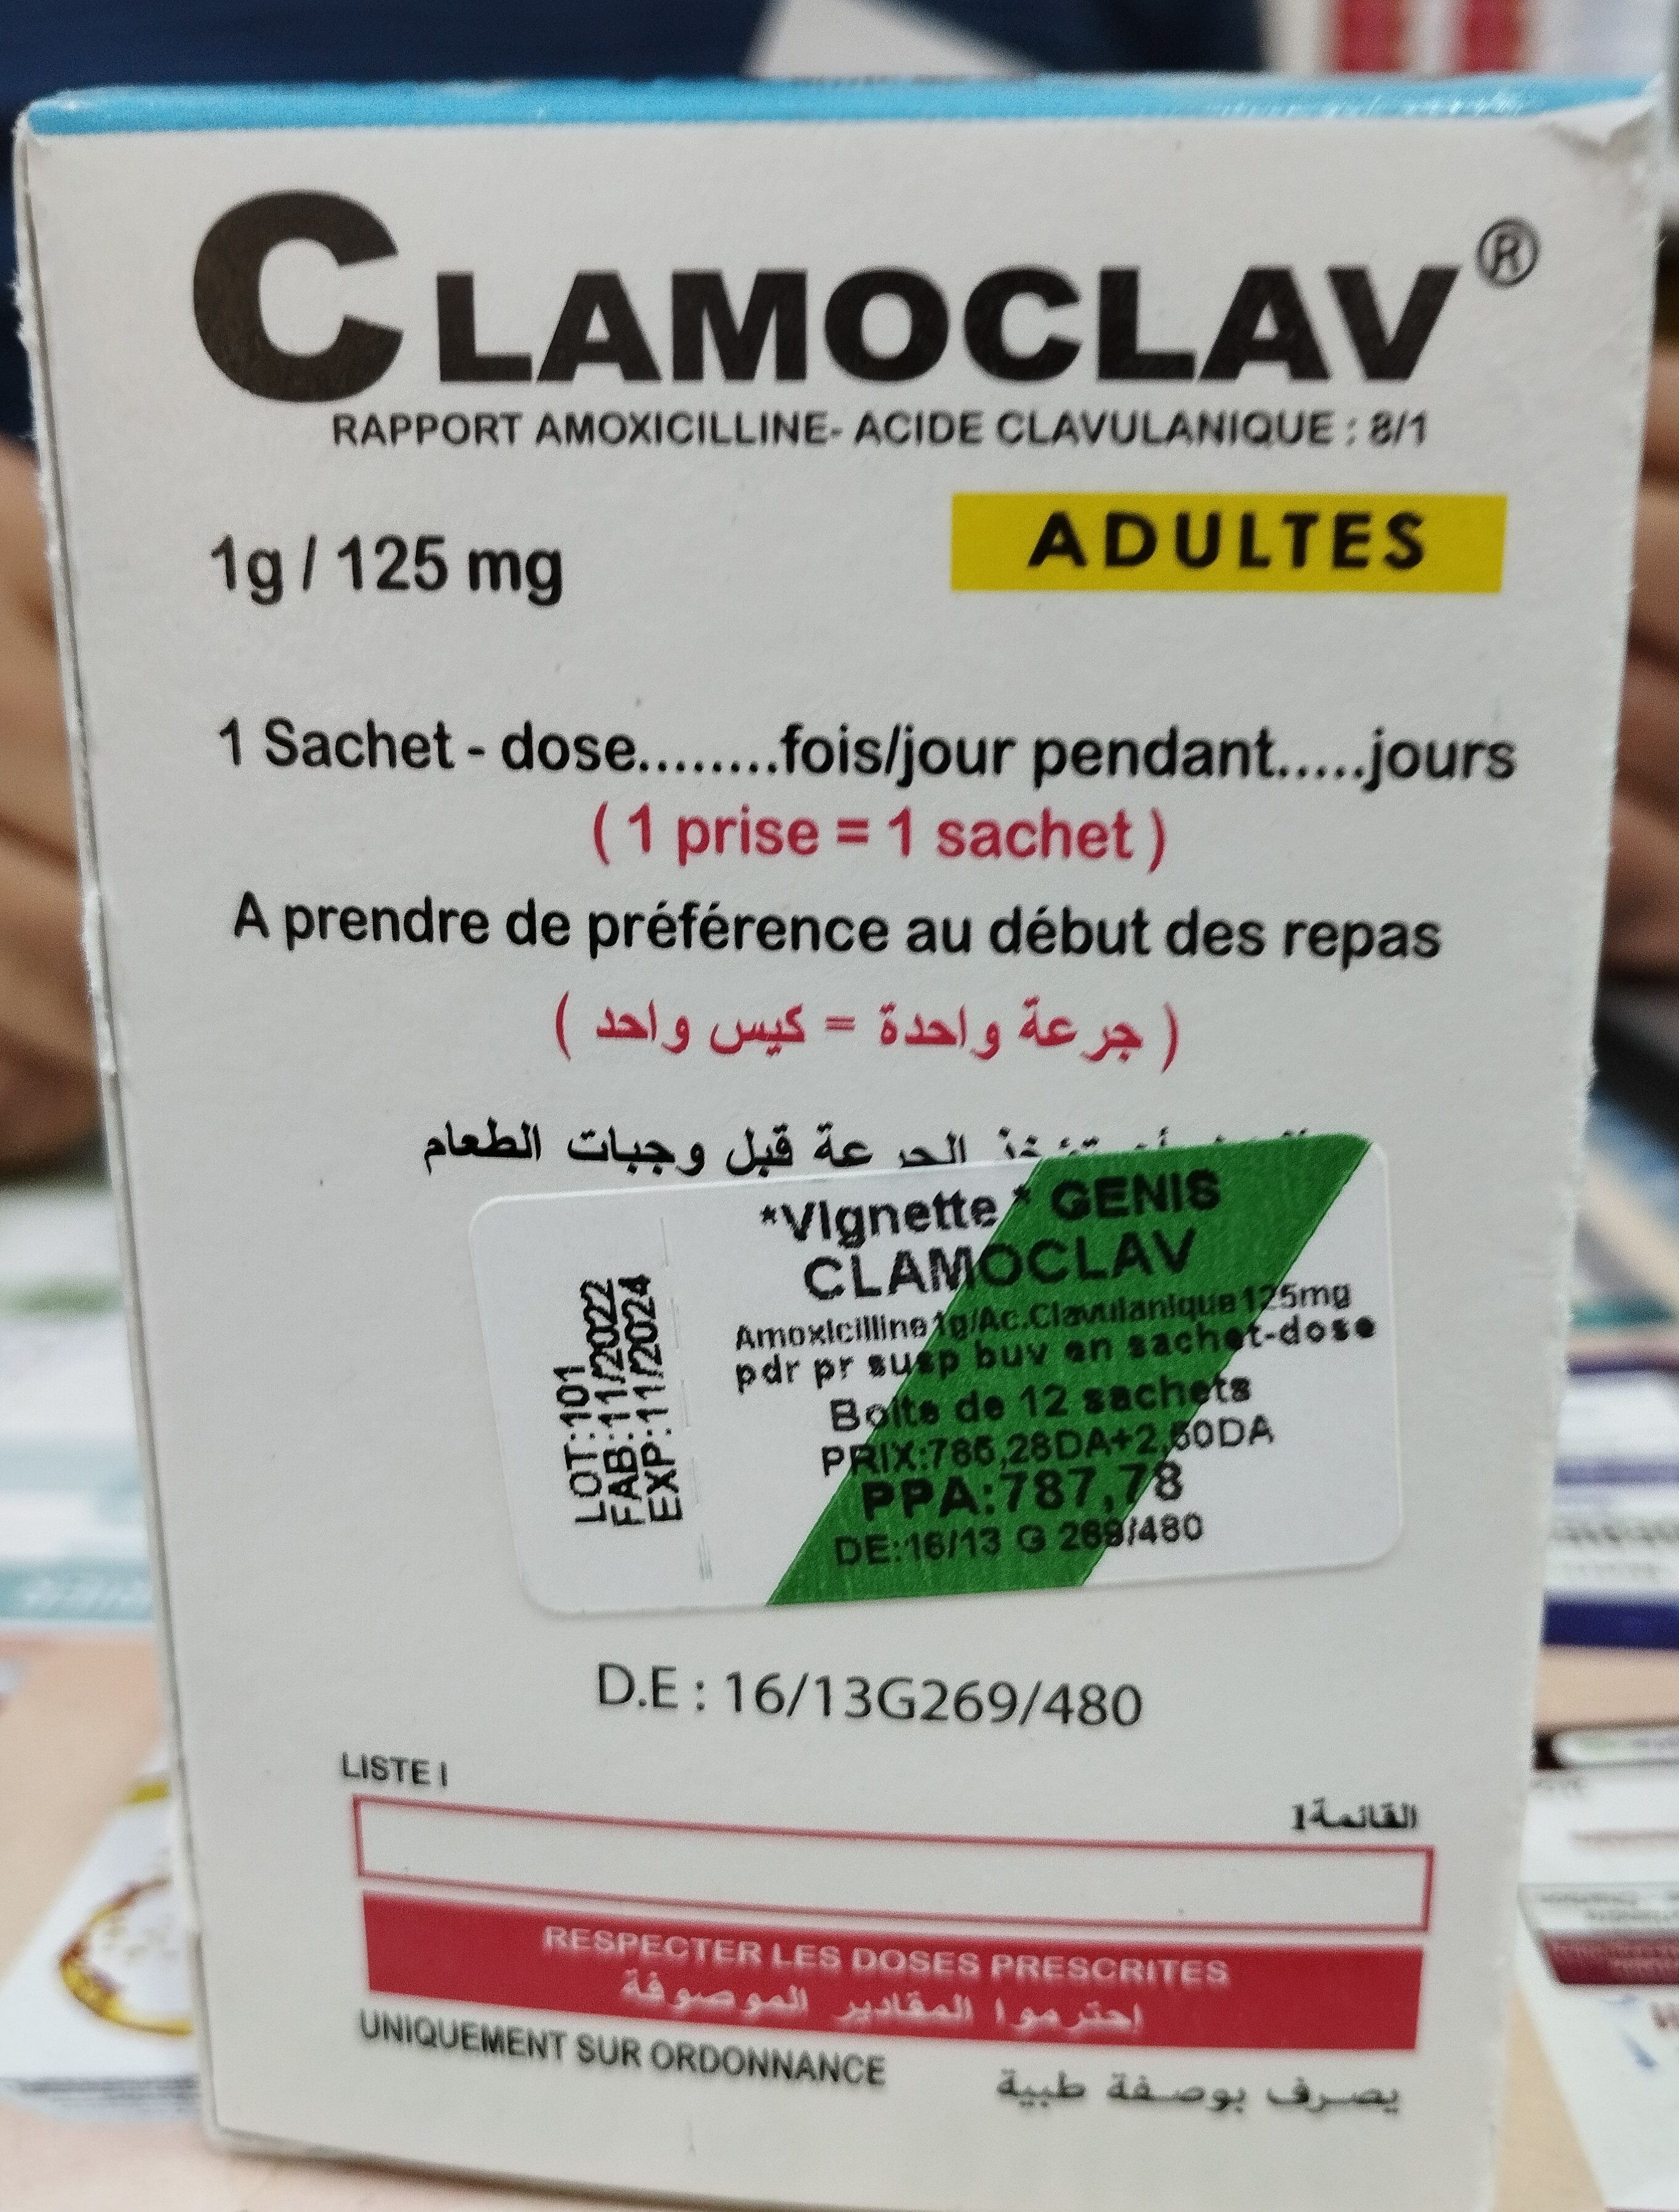 CLAMOCLAV®
RAPPORT AMOXICILLINE- ACIDE CLAVULANIQUE : 8/1
1g / 125 mg
ADULTES
1 Sachet - dose........fois/jour pendant.....jours
( 1 prise = 1 sachet )
A prendre de préférence au début des repas
( جرعة واحدة = كيس واحد )
الجرعة قبل وجبات الطعام
*Vignette * GENIS
CLAMOCLAV
Amoxicilline1g/Ac.Clavulanique125mg
pdr pr susp buv en sachet-dose
Boite de 12 sachets
PRIX:785,28DA+2,50DA
PPA:787,78
DE:16/13 G 269/480
LOT:101
FAB:11/2022
EXP:11/2024
D.E : 16/13G269/480
LISTE I
القائمة1
RESPECTER LES DOSES PRESCRITES
احترموا المقادير الموصوفة
UNIQUEMENT SUR ORDONNANCE
يصرف بوصفة طبية